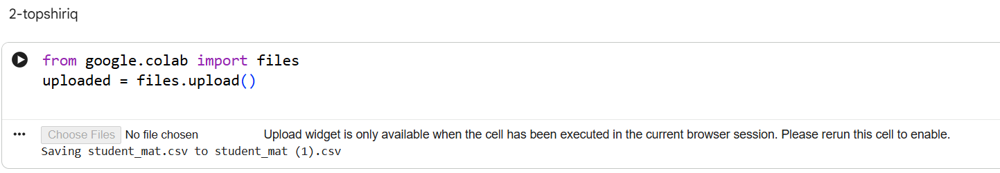 2-topshiriq
from google.colab import files
uploaded = files.upload()
Choose Files No file chosen Upload widget is only available when the cell has been executed in the current browser session. Please rerun this cell to enable.
Saving student_mat.csv to student_mat (1).csv